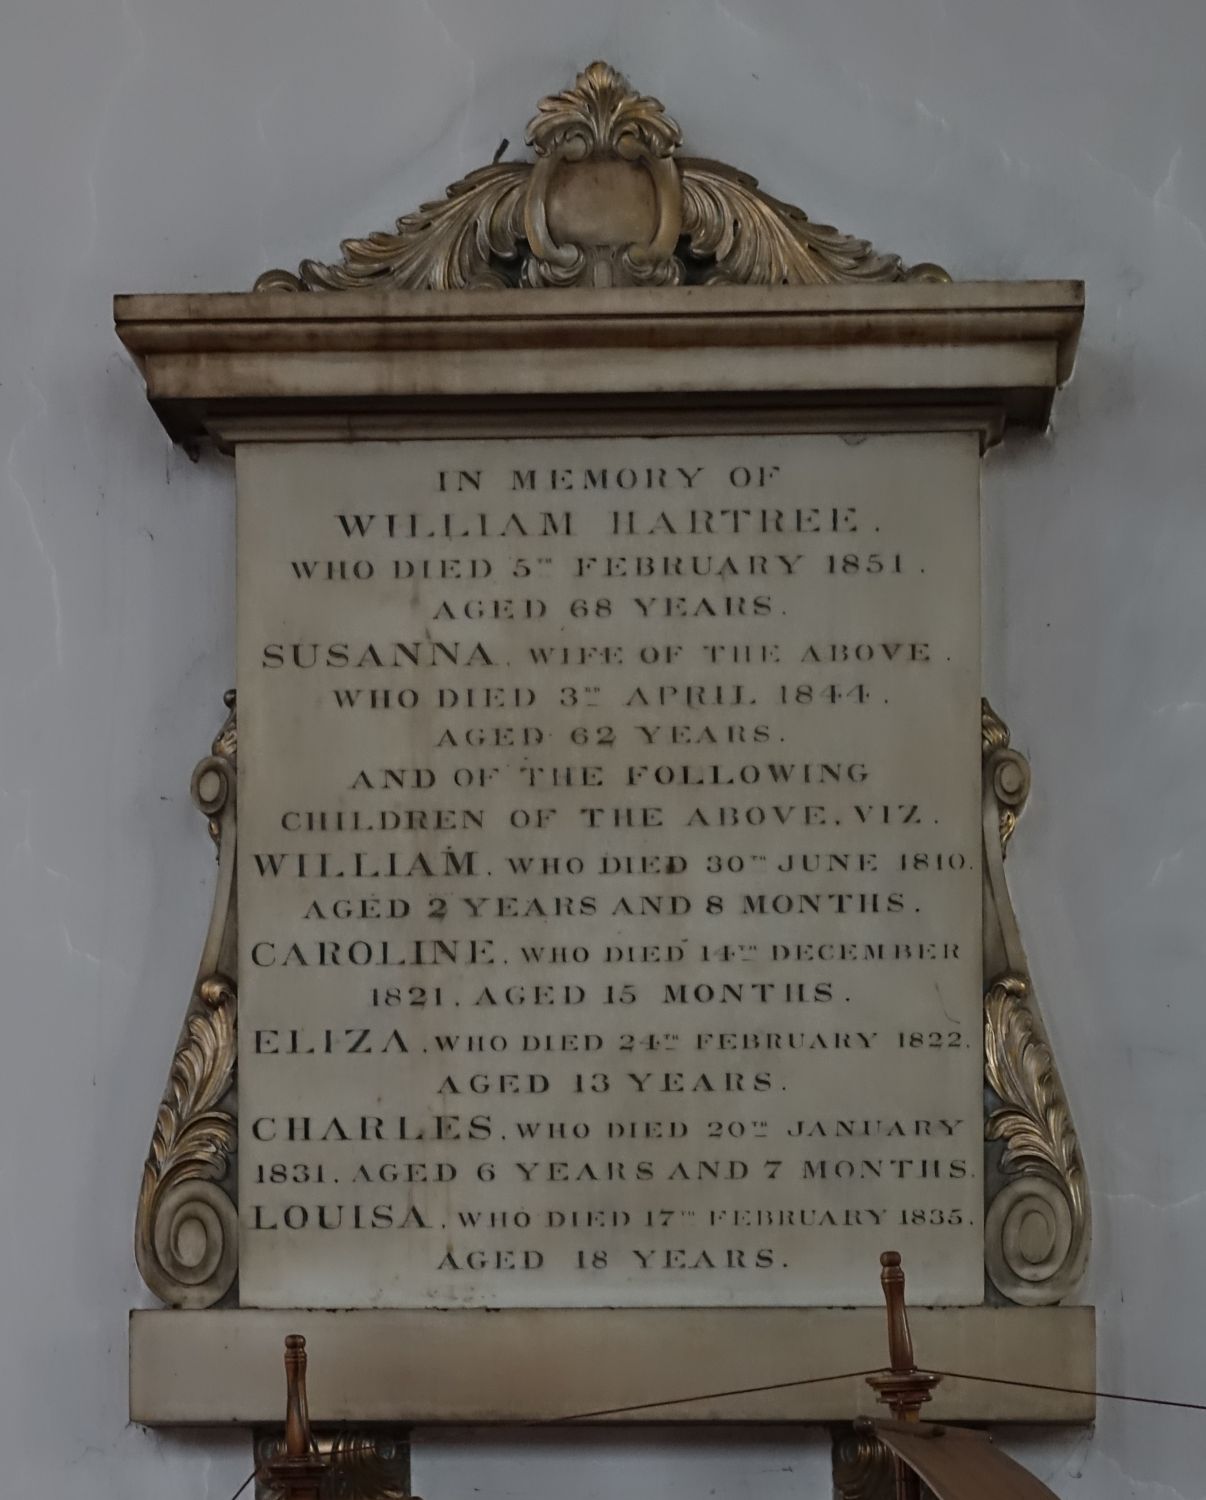 IN MEMORY OF
WILLIAM HARTREE.
WHO DIED 5TH FEBRUARY 1851.
AGED 68 YEARS.
SUSANNA, WIFE OF THE ABOVE.
WHO DIED 3RD APRIL 1844.
AGED 62 YEARS.
AND OF THE FOLLOWING
CHILDREN OF THE ABOVE, VIZ.
WILLIAM, WHO DIED 30TH JUNE 1810.
AGED 2 YEARS AND 8 MONTHS.
CAROLINE, WHO DIED 14TH DECEMBER
1821. AGED 15 MONTHS.
ELIZA, WHO DIED 24TH FEBRUARY 1822.
AGED 13 YEARS.
CHARLES, WHO DIED 20TH JANUARY
1831. AGED 6 YEARS AND 7 MONTHS.
LOUISA, WHO DIED 17TH FEBRUARY 1835.
AGED 18 YEARS.